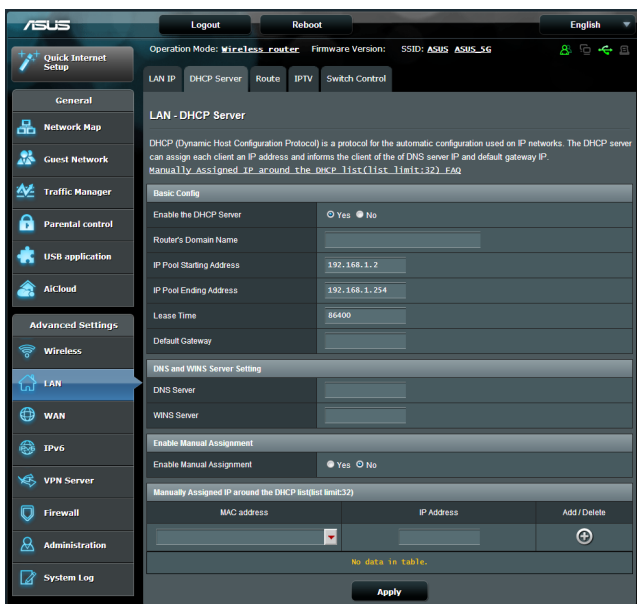 ASUS
Logout
Reboot
English
Quick Internet
Setup
Operation Mode: Wireless router Firmware Version: SSID: ASUS ASUS_5G
LAN IP DHCP Server Route IPTV Switch Control
General
Network Map
Guest Network
Traffic Manager
Parental control
USB application
AiCloud
Advanced Settings
Wireless
LAN
WAN
IPv6
VPN Server
Firewall
Administration
System Log
LAN - DHCP Server
DHCP (Dynamic Host Configuration Protocol) is a protocol for the automatic configuration used on IP networks. The DHCP server
can assign each client an IP address and informs the client of the of DNS server IP and default gateway IP.
Manually Assigned IP around the DHCP list(list limit:32) FAQ
Basic Config
Enable the DHCP Server Yes No
Router's Domain Name
IP Pool Starting Address 192.168.1.2
IP Pool Ending Address 192.168.1.254
Lease Time 86400
Default Gateway
DNS and WINS Server Setting
DNS Server
WINS Server
Enable Manual Assignment
Enable Manual Assignment Yes No
Manually Assigned IP around the DHCP list(list limit:32)
MAC address IP Address Add / Delete
No data in table.
Apply